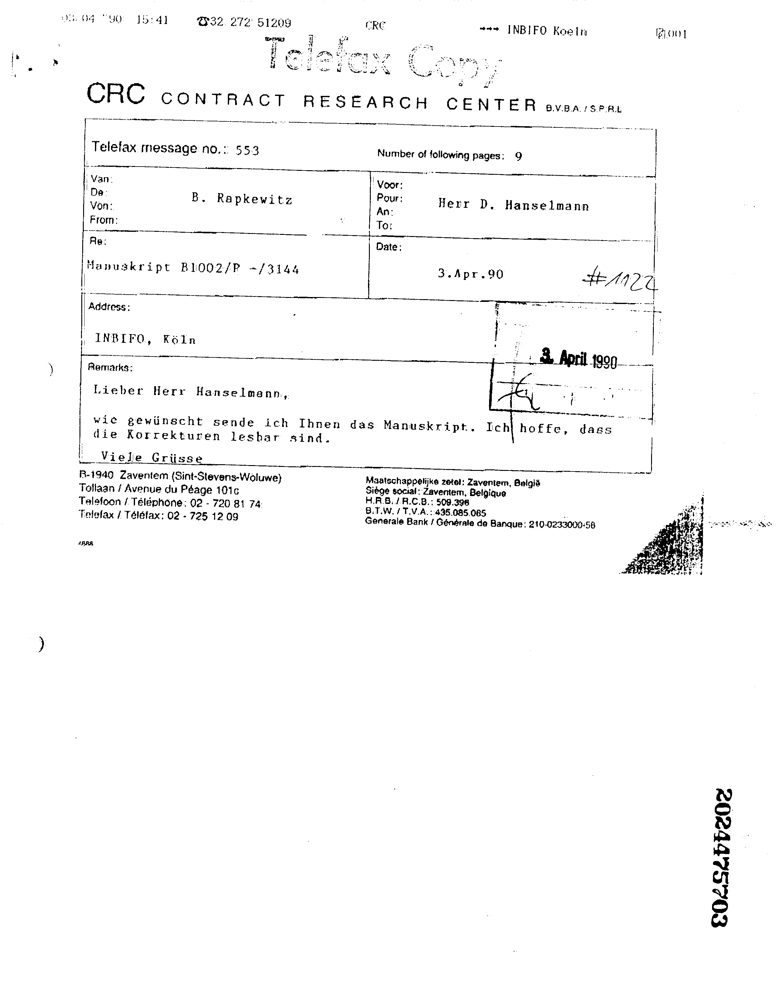 03.04 '90 15:41 ☎32 272 51209 CRC →→→ INBIFO Koeln 001
Telefax Copy
CRC CONTRACT RESEARCH CENTER B.V.B.A. / S.P.R.L
Telefax message no.: 553
Number of following pages: 9
Van:
De:
Von:
From:
B. Rapkewitz
Voor:
Pour:
An:
To:
Herr D. Hanselmann
Re:
Manuskript B1002/P -/3144
Date:
3.Apr.90
#1122
Address:
INBIFO, Köln
3. April 1990
Remarks:
Lieber Herr Hanselmann,
wie gewünscht sende ich Ihnen das Manuskript. Ich hoffe, dass
die Korrekturen lesbar sind.
Viele Grüsse
B-1940 Zaventem (Sint-Stevens-Woluwe)
Tollaan / Avenue du Péage 101c
Telefoon / Téléphone: 02 - 720 81 74
Telefax / Téléfax: 02 - 725 12 09
Maatschappelijke zetel: Zaventem, België
Siège social: Zaventem, Belgique
H.R.B. / R.C.B.: 509.396
B.T.W. / T.V.A.: 435.085.065
Generale Bank / Générale de Banque: 210-0233000-56
2024475703